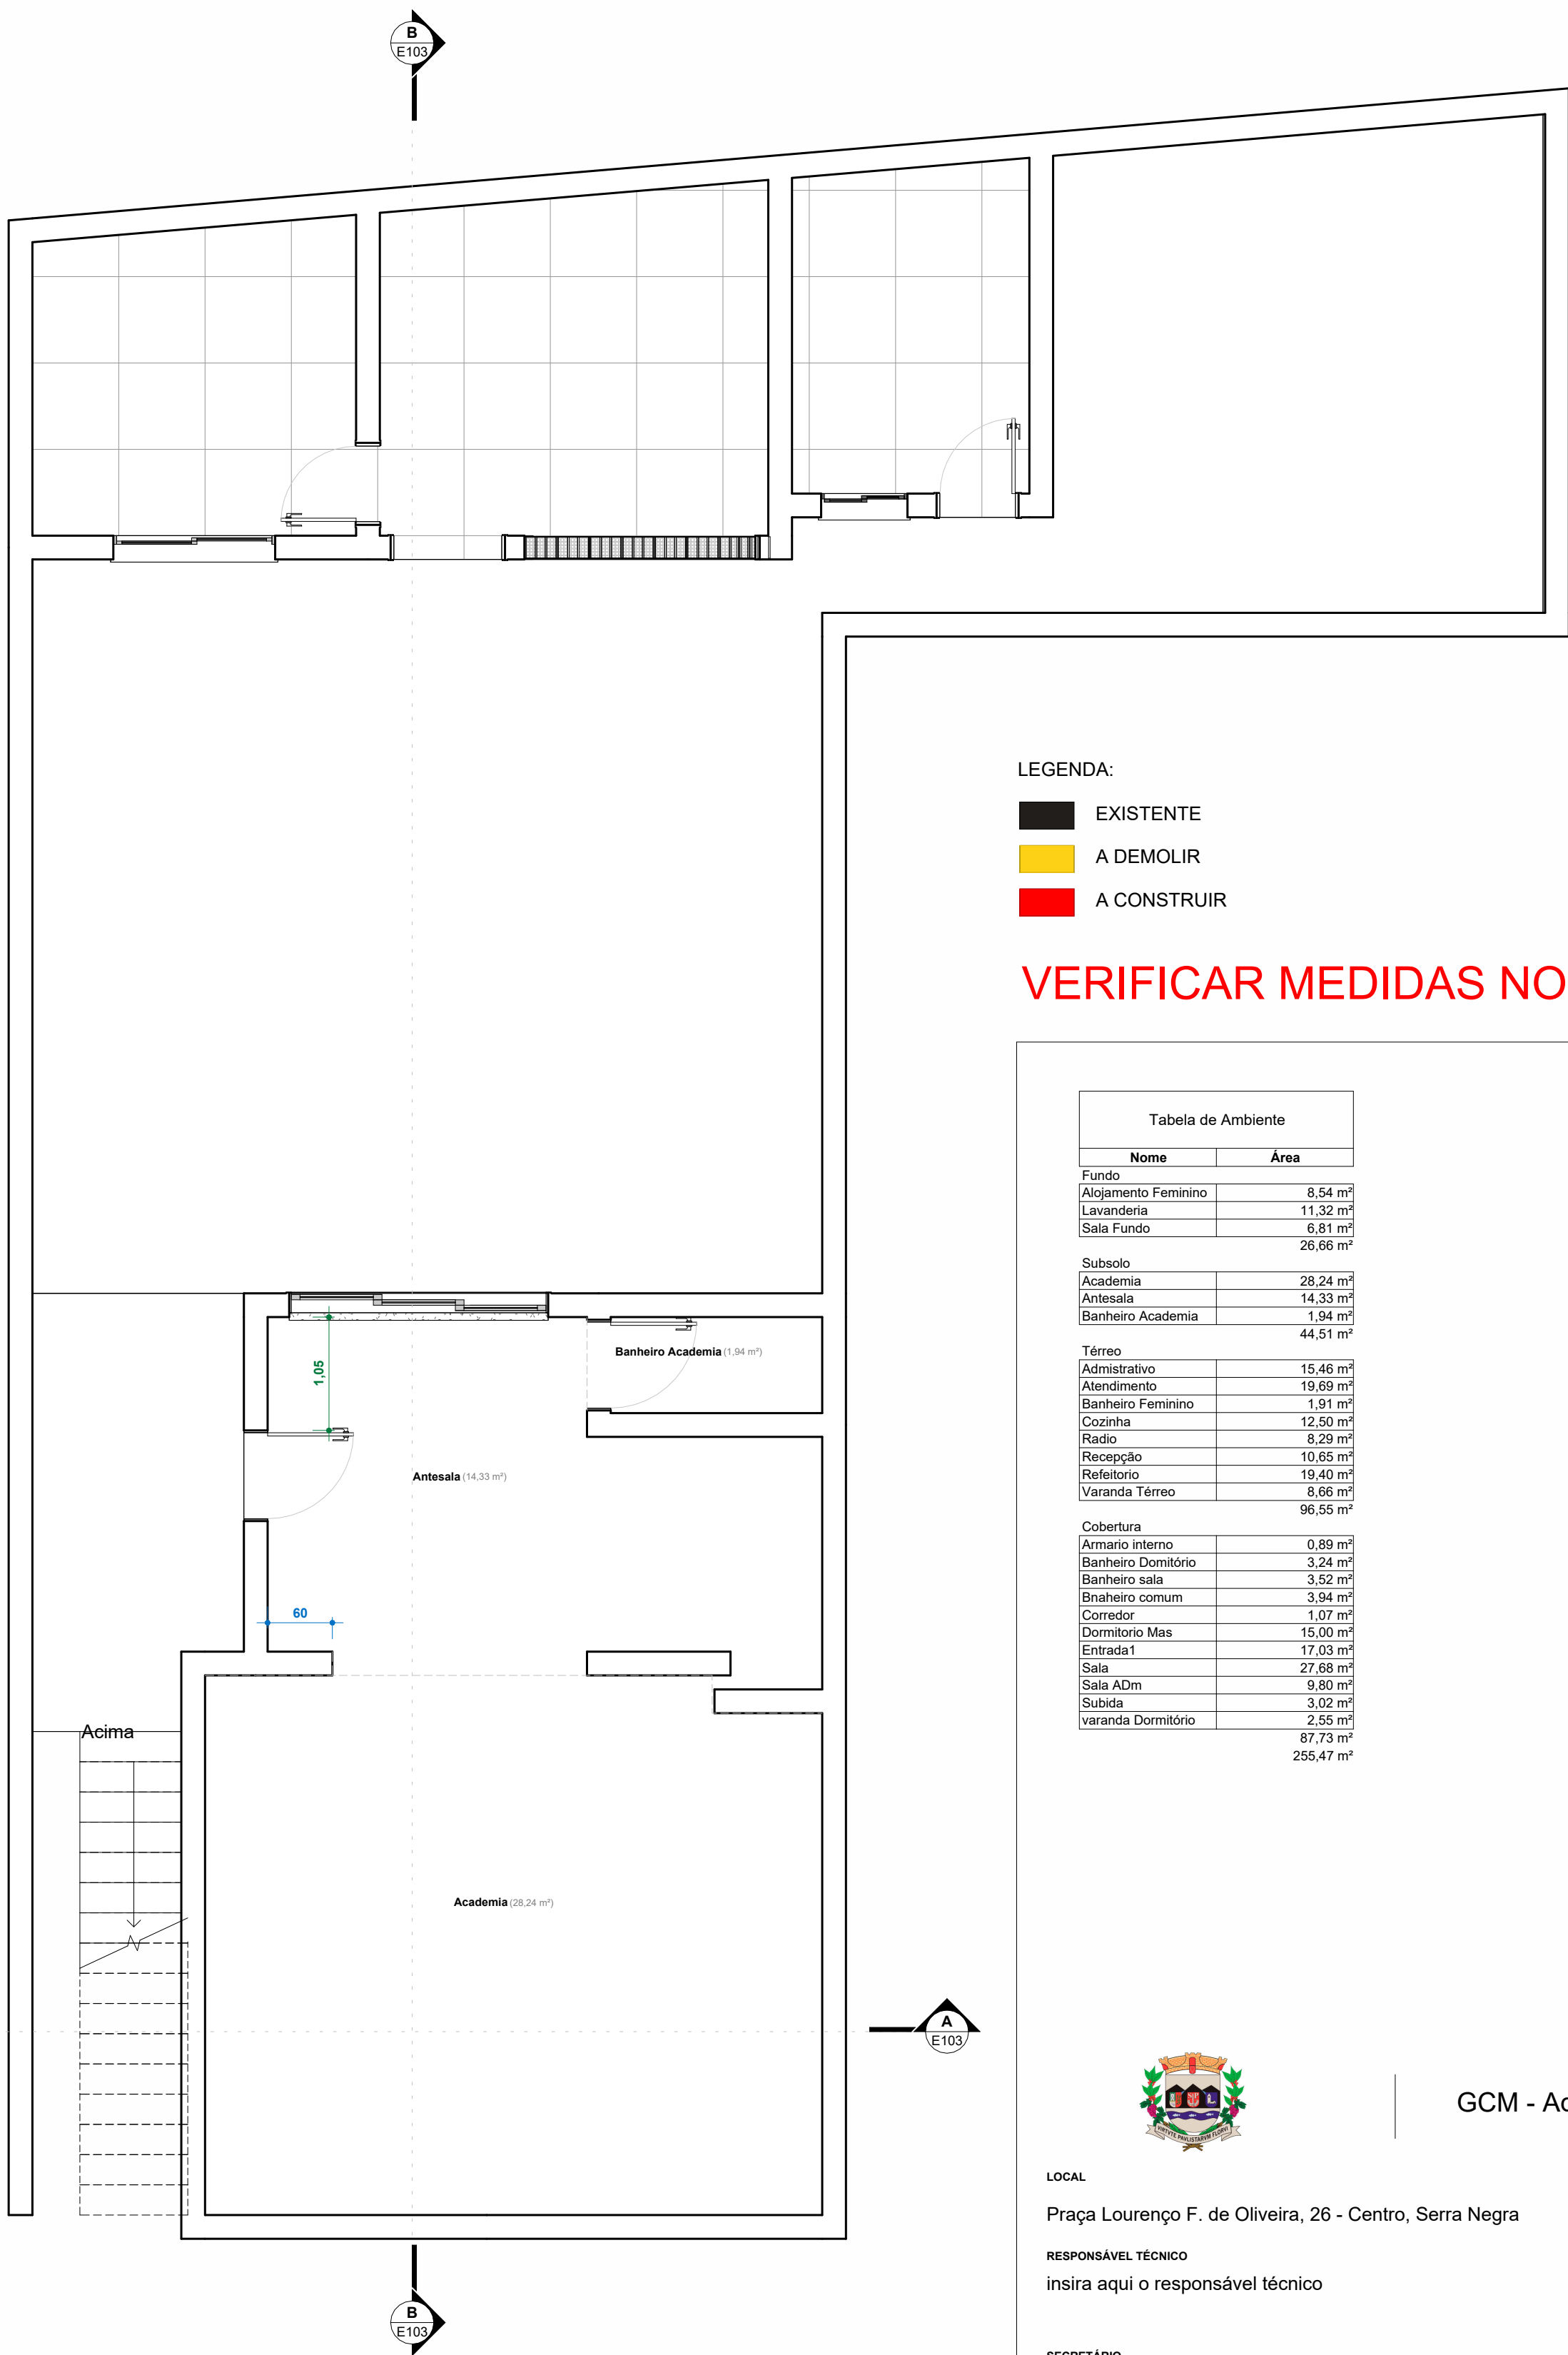 B
E103
LEGENDA:
EXISTENTE
A DEMOLIR
A CONSTRUIR
VERIFICAR MEDIDAS NO
Tabela de Ambiente
Nome Área
Fundo
Alojamento Feminino 8,54 m²
Lavanderia 11,32 m²
Sala Fundo 6,81 m²
26,66 m²
Subsolo
Academia 28,24 m²
Antesala 14,33 m²
Banheiro Academia 1,94 m²
44,51 m²
Térreo
Admistrativo 15,46 m²
Atendimento 19,69 m²
Banheiro Feminino 1,91 m²
Cozinha 12,50 m²
Radio 8,29 m²
Recepção 10,65 m²
Refeitorio 19,40 m²
Varanda Térreo 8,66 m²
96,55 m²
Cobertura
Armario interno 0,89 m²
Banheiro Domitório 3,24 m²
Banheiro sala 3,52 m²
Bnaheiro comum 3,94 m²
Corredor 1,07 m²
Dormitorio Mas 15,00 m²
Entrada1 17,03 m²
Sala 27,68 m²
Sala ADm 9,80 m²
Subida 3,02 m²
varanda Dormitório 2,55 m²
87,73 m²
255,47 m²
Banheiro Academia (1,94 m²)
1,05
Antesala (14,33 m²)
60
Acima
Academia (28,24 m²)
A
E103
VIRTVTE PAVLISTARVM FLORVI
GCM - Ac
LOCAL
Praça Lourenço F. de Oliveira, 26 - Centro, Serra Negra
RESPONSÁVEL TÉCNICO
insira aqui o responsável técnico
B
E103
SECRETÁRIO